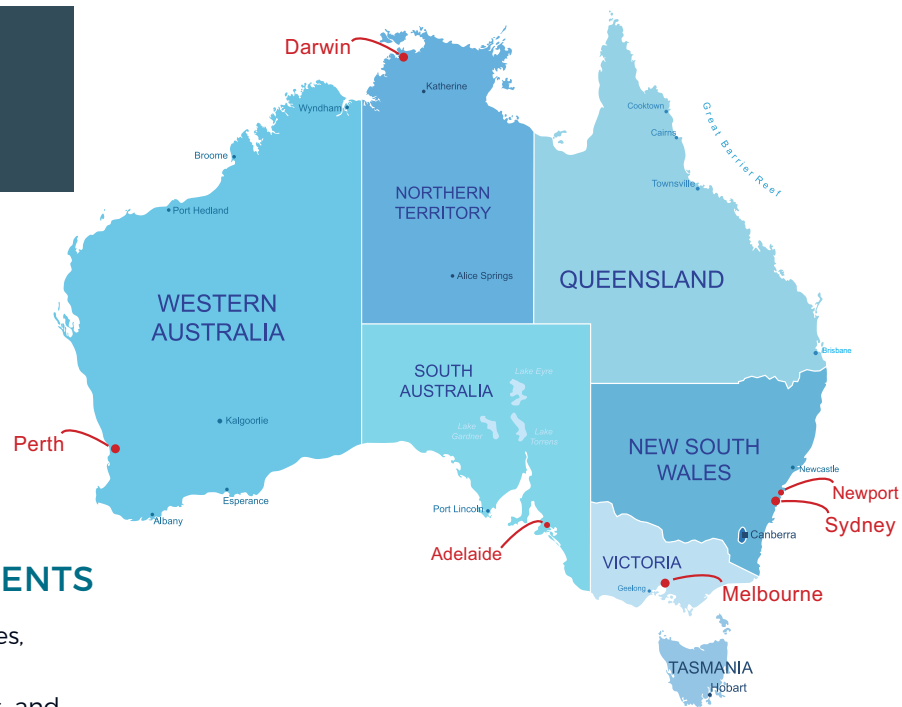 Darwin
Katherine
Wyndham
Cooktown
Great Barrier Reef
Cairns
Broome
Townsville
NORTHERN
TERRITORY
Port Hedland
Alice Springs
QUEENSLAND
WESTERN
AUSTRALIA
Brisbane
SOUTH
AUSTRALIA
Lake Eyre
Kalgoorlie
Lake
Gardner
Lake
Torrens
Perth
NEW SOUTH
WALES
Newcastle
Newport
Esperance
Port Lincoln
Albany
Sydney
Canberra
Adelaide
VICTORIA
ENTS
Geelong
Melbourne
es,
TASMANIA
Hobart
, and